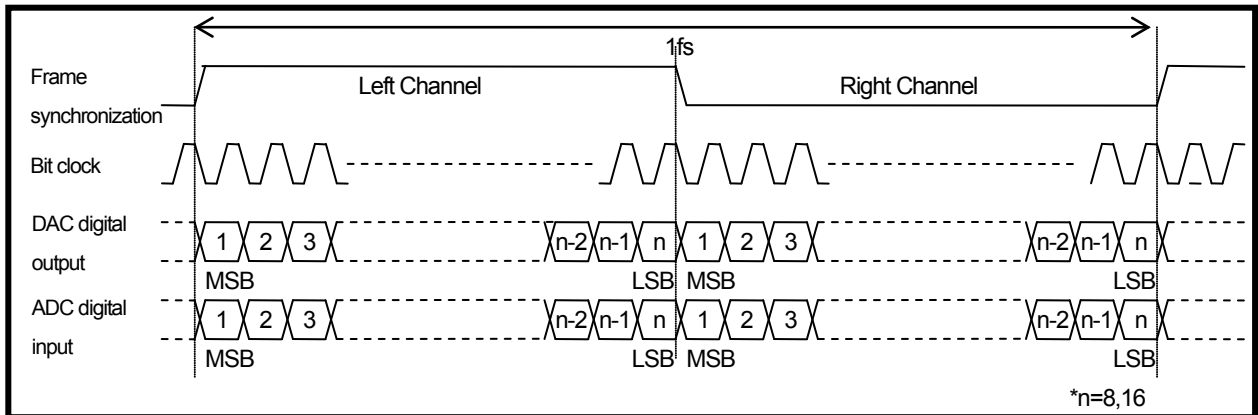 1fs
Frame
synchronization
Left Channel
Right Channel
Bit clock
DAC digital
output
1 2 3 n-2 n-1 n 1 2 3 n-2 n-1 n
MSB LSB MSB LSB
ADC digital
input
1 2 3 n-2 n-1 n 1 2 3 n-2 n-1 n
MSB LSB MSB LSB
*n=8,16